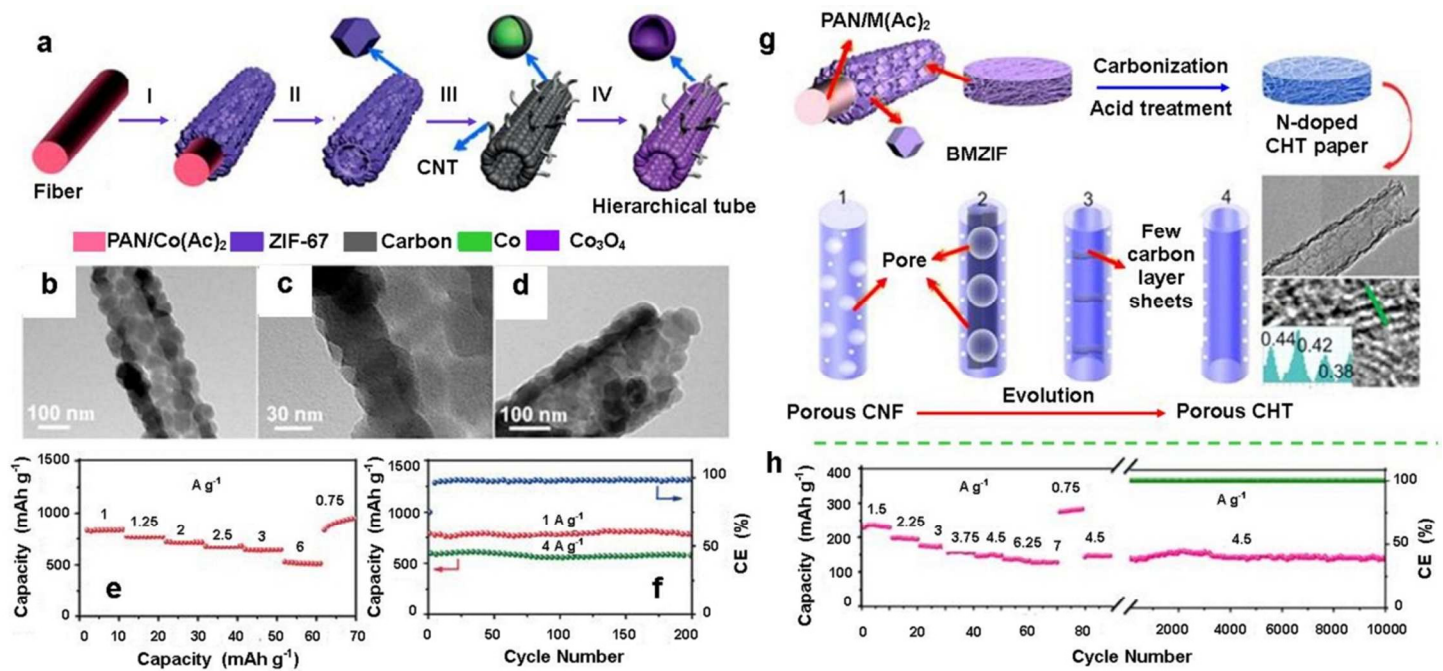 a
I
II
III
IV
CNT
Fiber
Hierarchical tube
PAN/Co(Ac)₂
ZIF-67
Carbon
Co
Co₃O₄
b
100 nm
c
30 nm
d
100 nm
Capacity (mAh g⁻¹)
1500
1000
500
0
A g⁻¹
1
1.25
2
2.5
3
6
0.75
e
0 10 20 30 40 50 60 70
Capacity (mAh g⁻¹)
Capacity (mAh g⁻¹)
1500
1000
500
0
1 A g⁻¹
4 A g⁻¹
f
100
50
0
CE (%)
0 50 100 150 200
Cycle Number
g
PAN/M(Ac)₂
BMZIF
Carbonization
Acid treatment
N-doped
CHT paper
1
2
3
4
Pore
Few
carbon
layer
sheets
0.44
0.42
0.38
Evolution
Porous CNF
Porous CHT
h
Capacity (mAh g⁻¹)
400
300
200
100
0
A g⁻¹
1.5
2.25
3
3.75
4.5
6.25
7
0.75
4.5
A g⁻¹
4.5
100
50
0
CE (%)
0 20 40 60 80 2000 4000 6000 8000 10000
Cycle Number